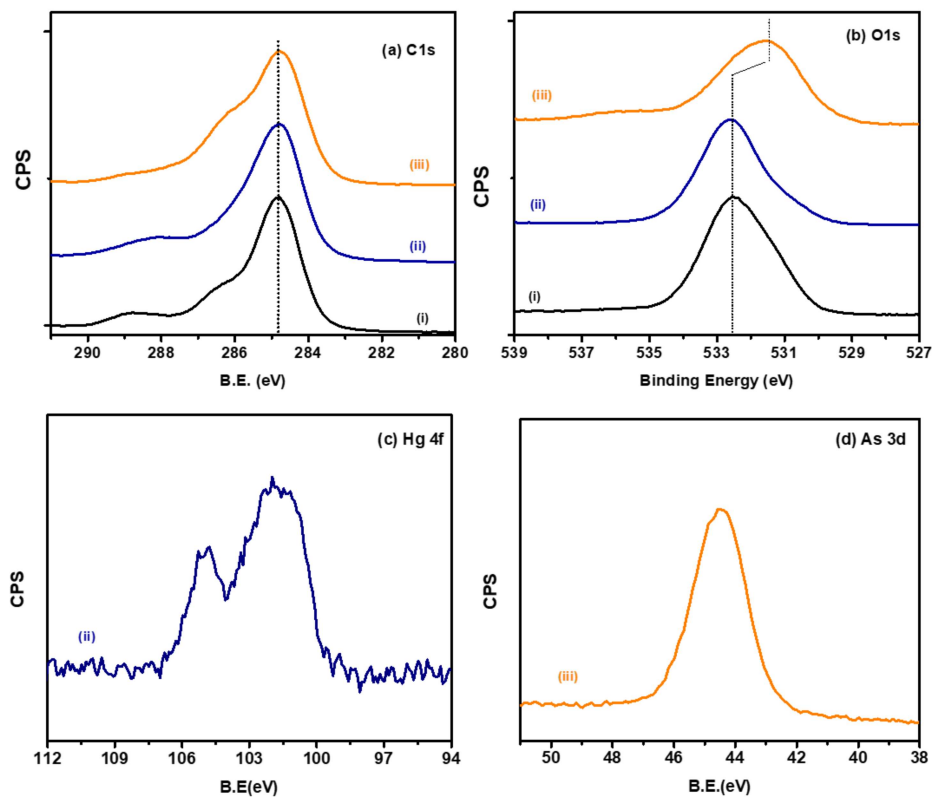 (a) C1s
CPS
(iii)
(ii)
(i)
290 288 286 284 282 280
B.E. (eV)
(b) O1s
CPS
(iii)
(ii)
(i)
539 537 535 533 531 529 527
Binding Energy (eV)
(c) Hg 4f
CPS
(ii)
112 109 106 103 100 97 94
B.E(eV)
(d) As 3d
CPS
(iii)
50 48 46 44 42 40 38
B.E.(eV)